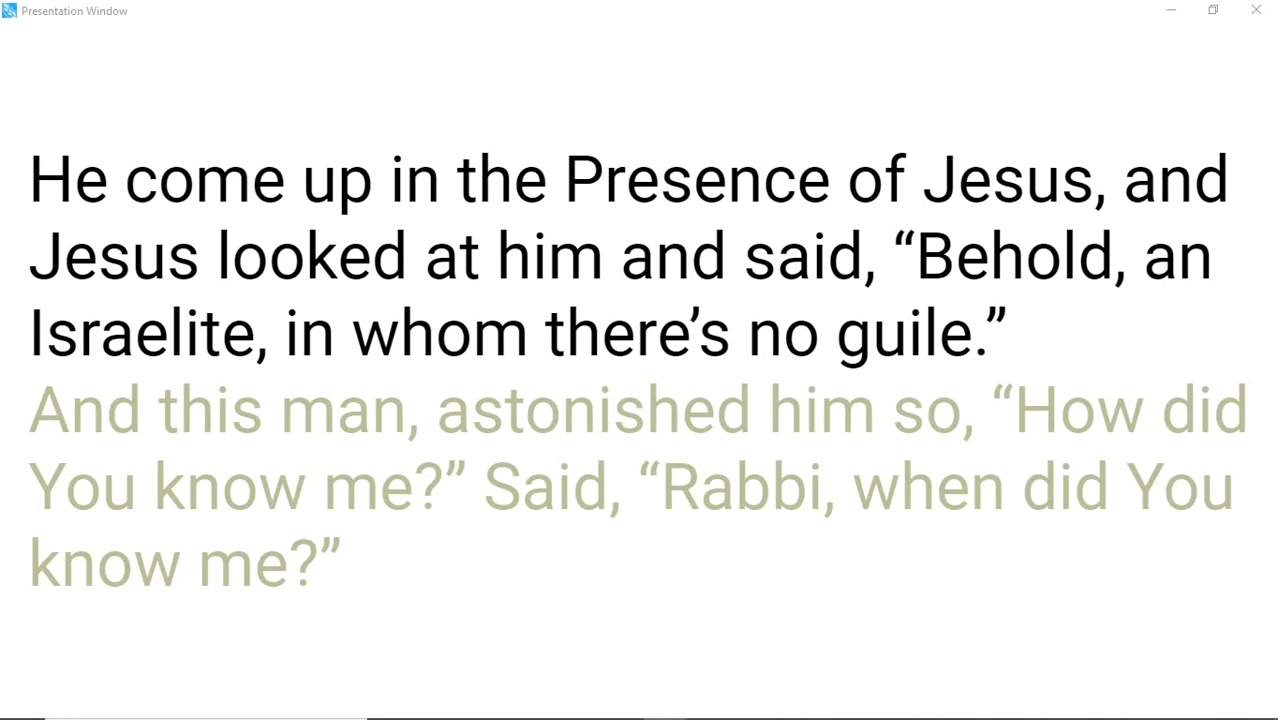 Presentation Window
He come up in the Presence of Jesus, and
Jesus looked at him and said, “Behold, an
Israelite, in whom there’s no guile.”
And this man, astonished him so, “How did
You know me?” Said, “Rabbi, when did You
know me?”